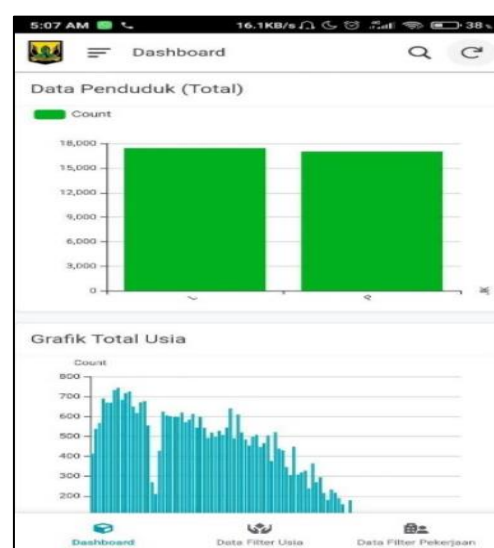 5:07 AM 16.1KB/s 38%
Dashboard
Data Penduduk (Total)
Count
18,000
15,000
12,000
9,000
6,000
3,000
0
L
P
JK
Grafik Total Usia
Count
800
700
600
500
400
300
200
Dashboard
Data Filter Usia
Data Filter Pekerjaan